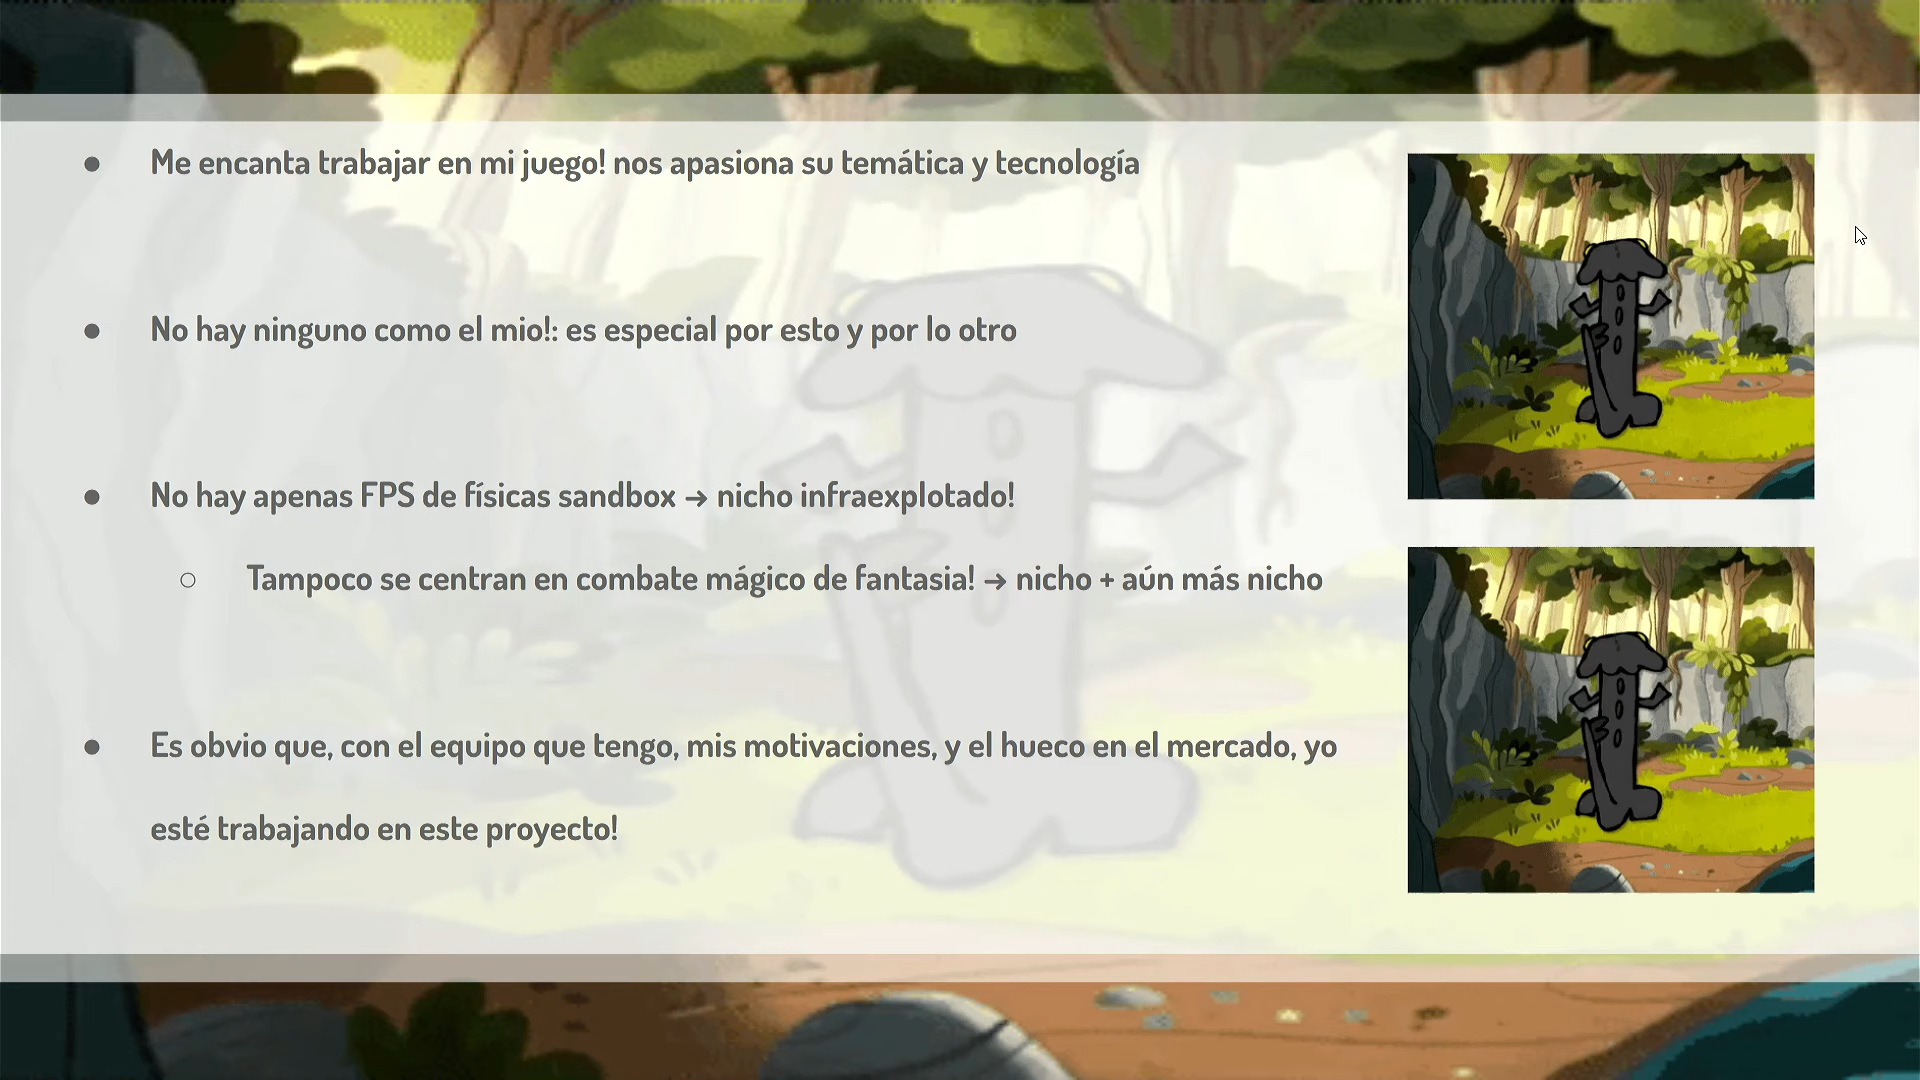 ● Me encanta trabajar en mi juego! nos apasiona su temática y tecnología
● No hay ninguno como el mio!: es especial por esto y por lo otro
● No hay apenas FPS de físicas sandbox → nicho infraexplotado!
○ Tampoco se centran en combate mágico de fantasia! → nicho + aún más nicho
● Es obvio que, con el equipo que tengo, mis motivaciones, y el hueco en el mercado, yo
esté trabajando en este proyecto!